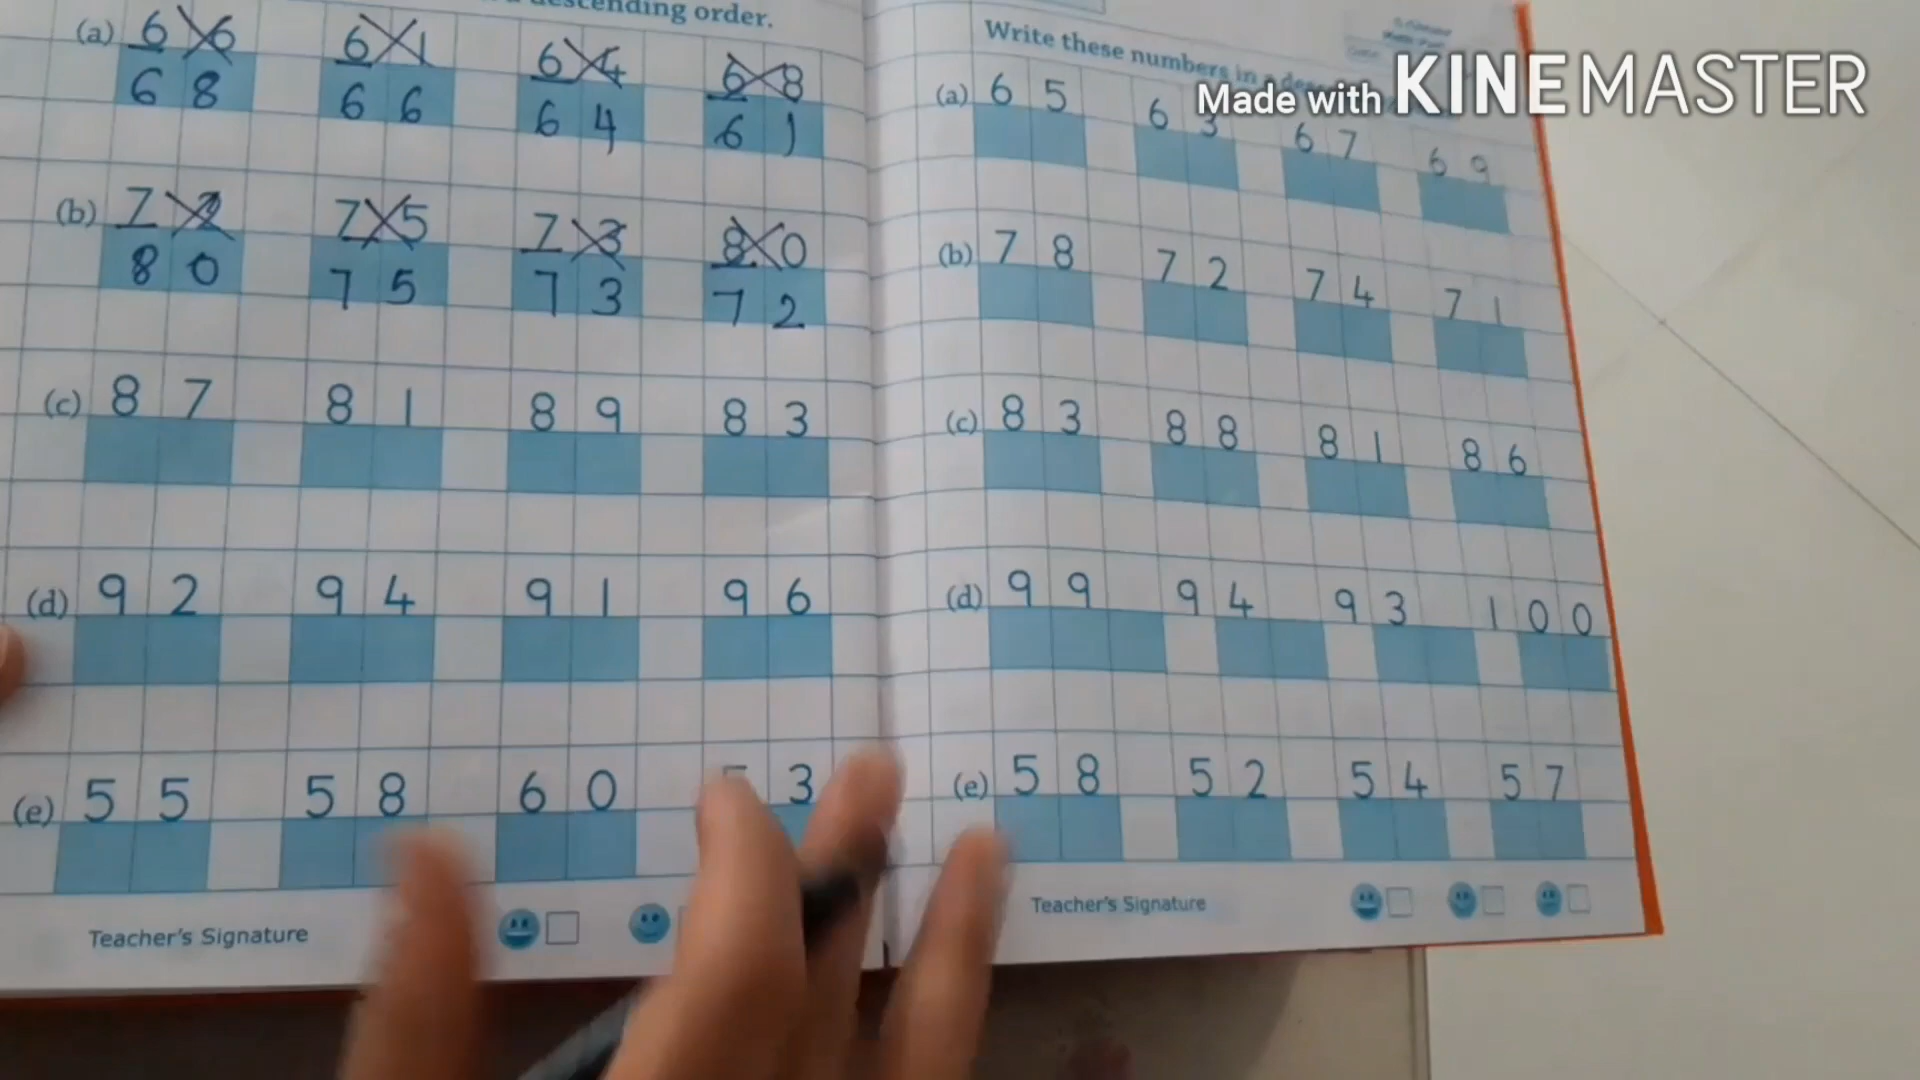 descending order.
(a) 6 6 6 1 6 4 6 8
6 8 6 6 6 4 6 1
(b) 7 2 7 5 7 3 8 0
8 0 7 5 7 3 7 2
(c) 8 7 8 1 8 9 8 3
(d) 9 2 9 4 9 1 9 6
(e) 5 5 5 8 6 0 5 3
Teacher's Signature
Write these numbers in a
Made with KINEMASTER
(a) 6 5 6 3 6 7 6 9
(b) 7 8 7 2 7 4 7 1
(c) 8 3 8 8 8 1 8 6
(d) 9 9 9 4 9 3 1 0 0
(e) 5 8 5 2 5 4 5 7
Teacher's Signature